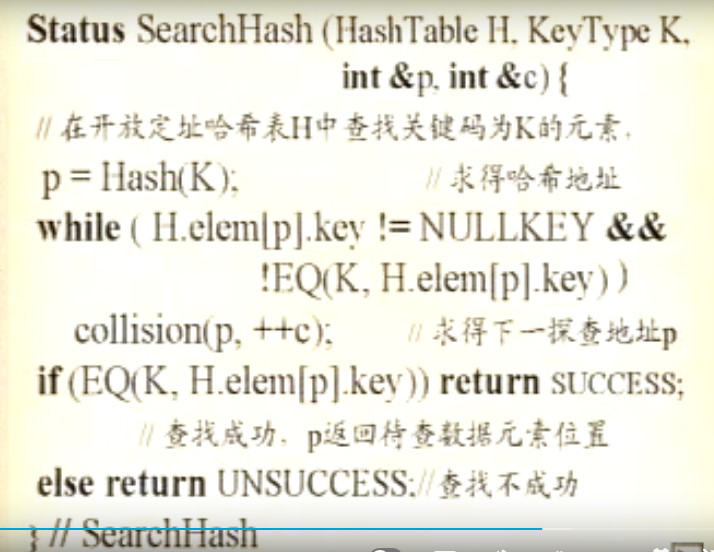 Status SearchHash (HashTable H, KeyType K,
int &p, int &c) {
// 在开放定址哈希表H中查找关键码为K的元素.
p = Hash(K); // 求得哈希地址
while ( H.elem[p].key != NULLKEY &&
!EQ(K, H.elem[p].key) )
collision(p, ++c); // 求得下一探查地址p
if (EQ(K, H.elem[p].key)) return SUCCESS;
// 查找成功. p返回待查数据元素位置
else return UNSUCCESS;//查找不成功
} // SearchHash